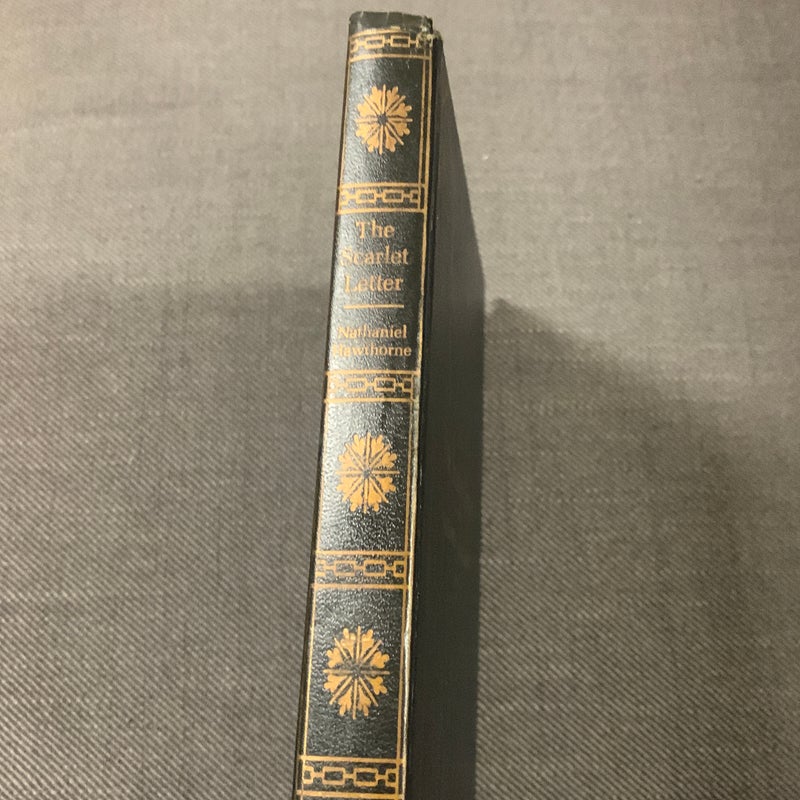 The
Scarlet
Letter
Nathaniel
Hawthorne